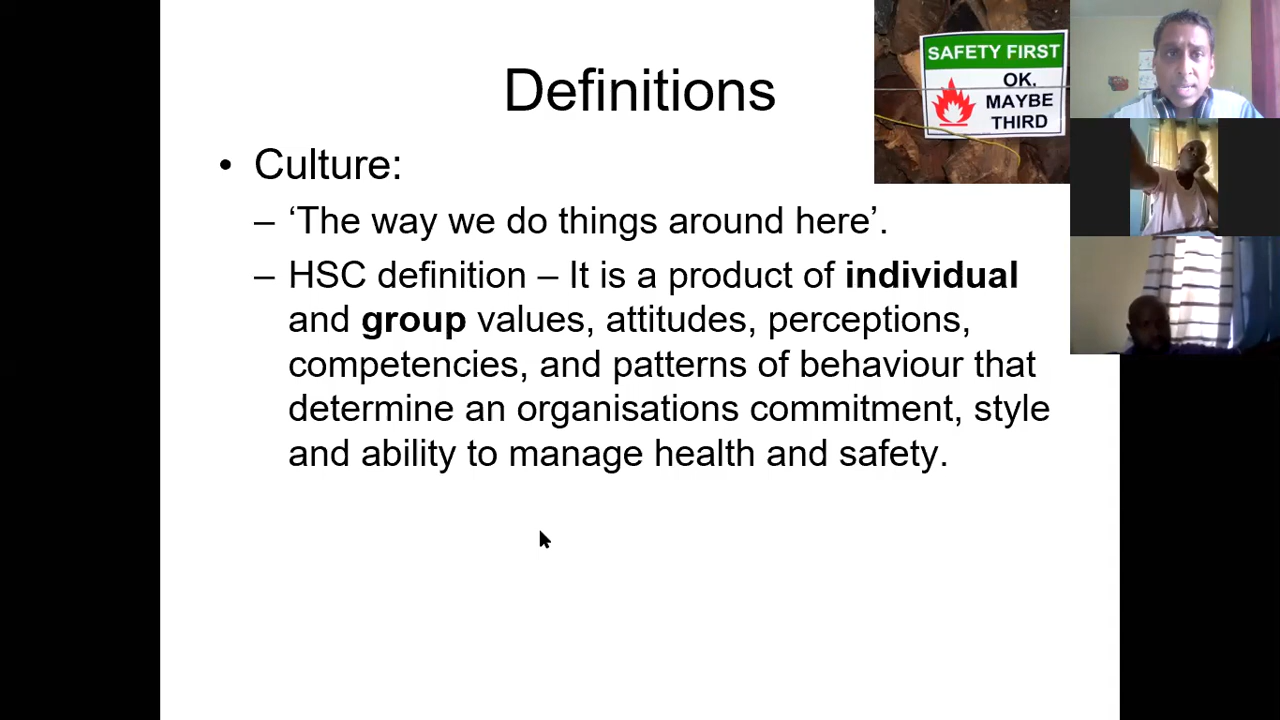 Definitions
SAFETY FIRST
OK.
MAYBE
THIRD
• Culture:
– ‘The way we do things around here’.
– HSC definition – It is a product of individual
and group values, attitudes, perceptions,
competencies, and patterns of behaviour that
determine an organisations commitment, style
and ability to manage health and safety.